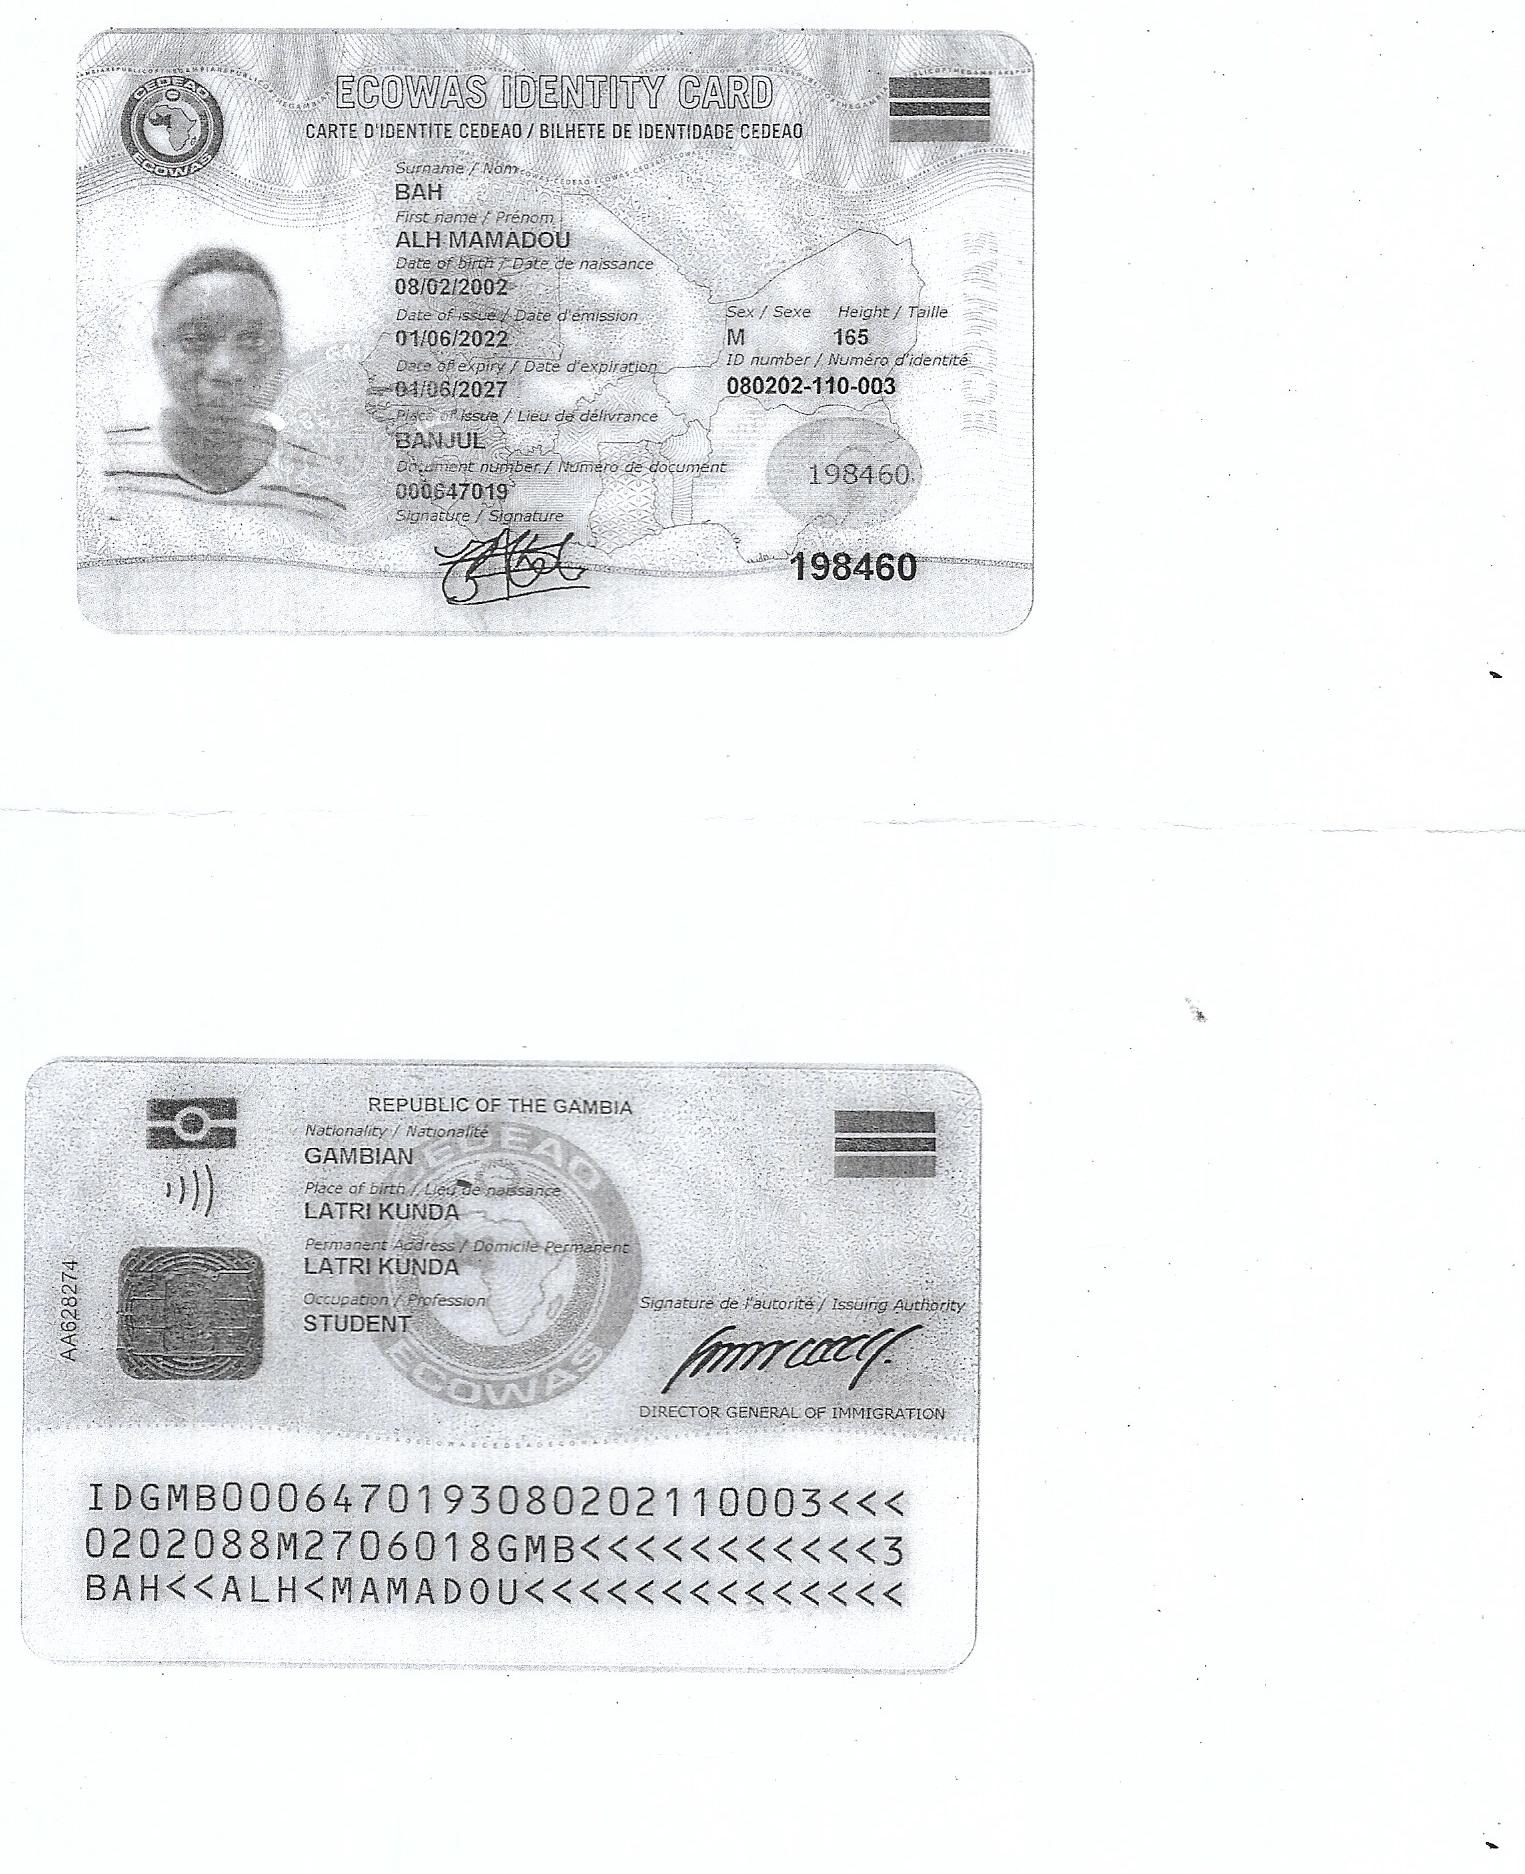 CEDEAO
ECOWAS
ECOWAS IDENTITY CARD
CARTE D'IDENTITE CEDEAO / BILHETE DE IDENTIDADE CEDEAO
Surname / Nom
BAH
First name / Prénom
ALH MAMADOU
Date of birth / Date de naissance
08/02/2002
Date of issue / Date d'émission
01/06/2022
Sex / Sexe Height / Taille
M 165
Date of expiry / Date d'expiration
01/06/2027
ID number / Numéro d'identité
080202-110-003
Place of issue / Lieu de délivrance
BANJUL
Document number / Numéro de document
000647019
Signature / Signature
198460
198460
REPUBLIC OF THE GAMBIA
Nationality / Nationalité
GAMBIAN
Place of birth / Lieu de naissance
LATRI KUNDA
Permanent Address / Domicile Permanent
LATRI KUNDA
Occupation / Profession
STUDENT
CEDEAO
ECOWAS
AA628274
Signature de l'autorité / Issuing Authority
DIRECTOR GENERAL OF IMMIGRATION
IDGMB0006470193080202110003<<<
0202088M2706018GMB<<<<<<<<<<<3
BAH<<ALH<MAMADOU<<<<<<<<<<<<<<